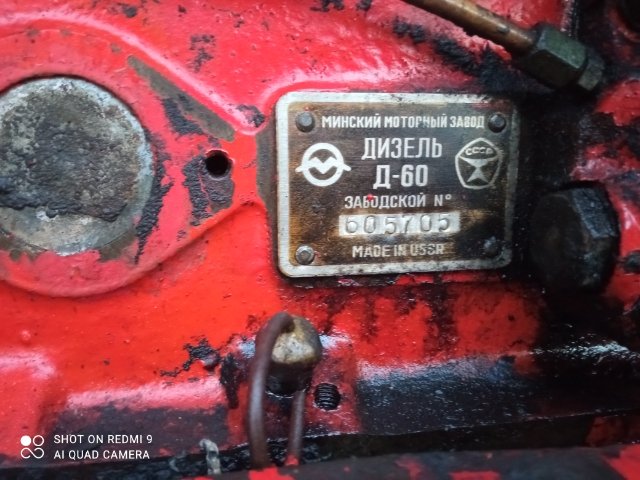 МИНСКИЙ МОТОРНЫЙ ЗАВОД
ДИЗЕЛЬ
Д-60
СССР
ЗАВОДСКОЙ №
605705
MADE IN USSR
SHOT ON REDMI 9
AI QUAD CAMERA